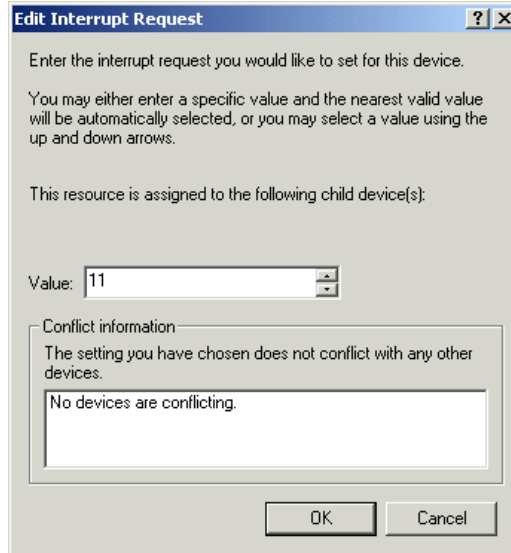 Edit Interrupt Request
Enter the interrupt request you would like to set for this device.
You may either enter a specific value and the nearest valid value
will be automatically selected, or you may select a value using the
up and down arrows.
This resource is assigned to the following child device(s):
Value: 11
Conflict information
The setting you have chosen does not conflict with any other
devices.
No devices are conflicting.
OK Cancel